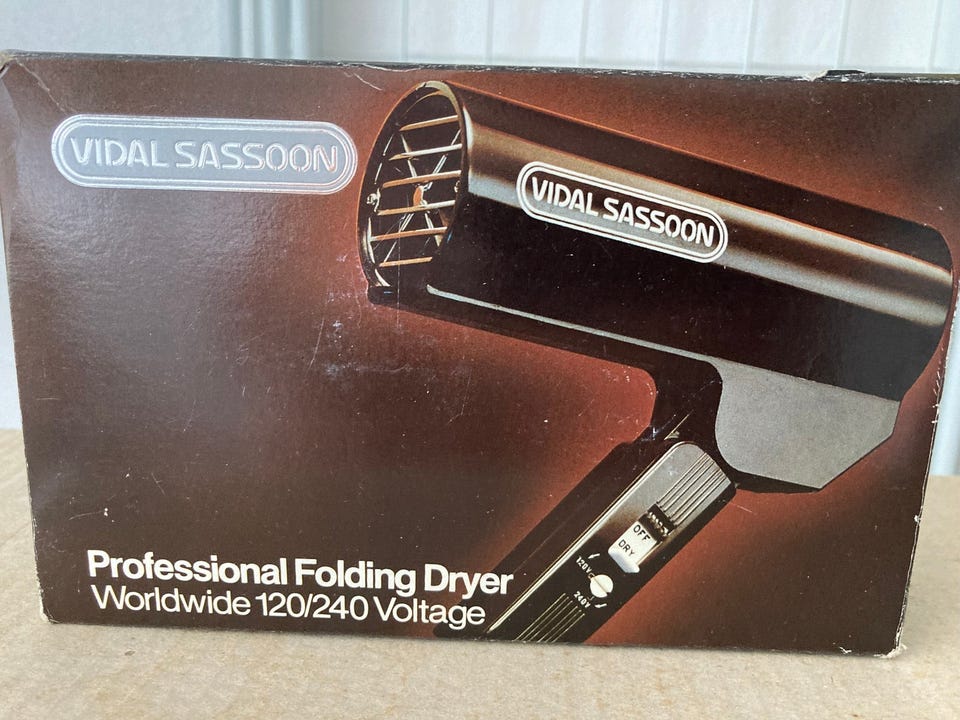 VIDAL SASSOON
VIDAL SASSOON
OFF
DRY
120V
240V
Professional Folding Dryer
Worldwide 120/240 Voltage